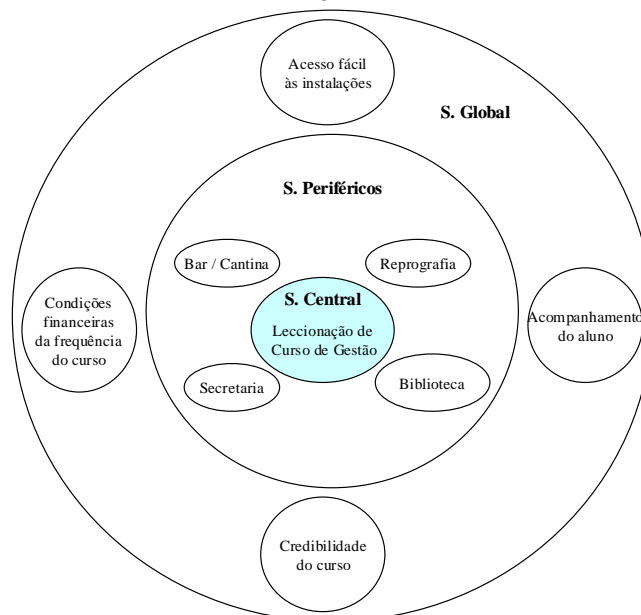 Acesso fácil
às instalações
S. Global
S. Periféricos
Bar / Cantina
Reprografia
S. Central
Leccionação de
Curso de Gestão
Condições
financeiras
da frequência
do curso
Acompanhamento
do aluno
Secretaria
Biblioteca
Credibilidade
do curso